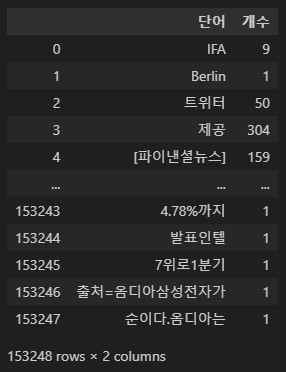 단어 개수
0 IFA 9
1 Berlin 1
2 트위터 50
3 제공 304
4 [파이낸셜뉴스] 159
... ... ...
153243 4.78%까지 1
153244 발표인텔 1
153245 7위로1분기 1
153246 출처=옴디아삼성전자가 1
153247 순이다.옴디아는 1
153248 rows × 2 columns